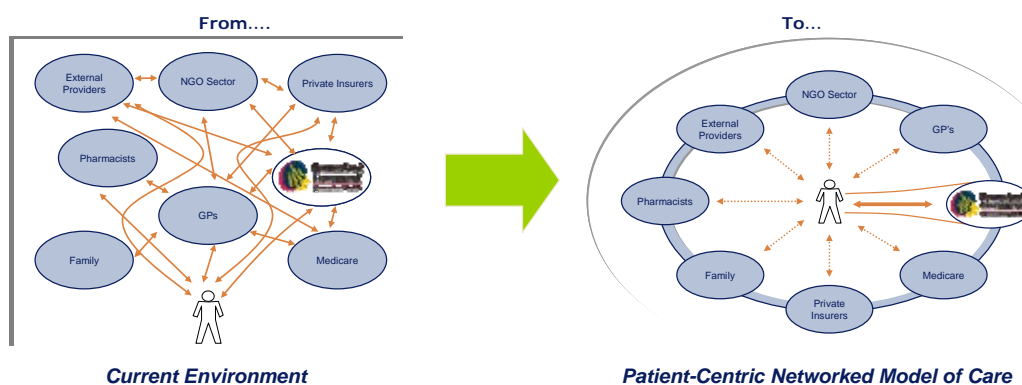 From....
To...
External
Providers
NGO Sector
Private Insurers
Pharmacists
GPs
Family
Medicare
Current Environment
NGO Sector
External
Providers
GP's
Pharmacists
Family
Medicare
Private
Insurers
Patient-Centric Networked Model of Care